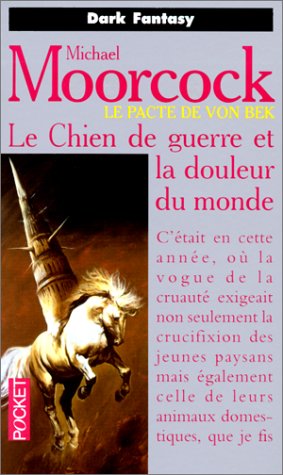 Dark Fantasy
Michael
Moorcock
LE PACTE DE VON BEK
Le Chien de guerre et
la douleur
du monde
C'était en cette
année, où la
vogue de la
cruauté exigeait
non seulement la
crucifixion des
jeunes paysans
mais également
celle de leurs
animaux domes-
tiques, que je fis
POCKET